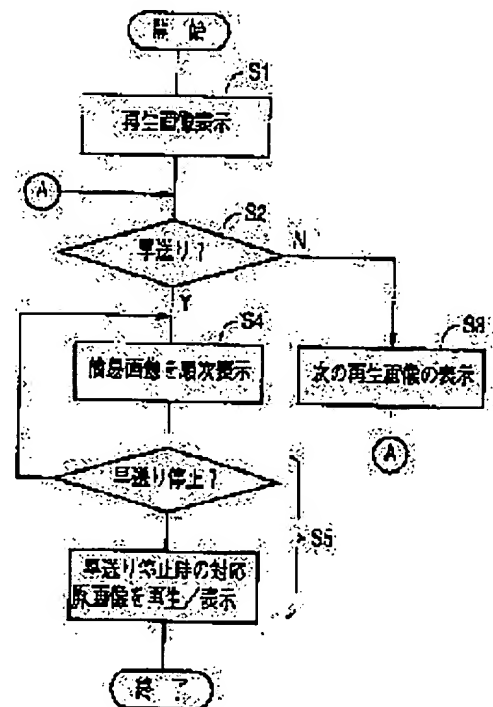 開始
S1
再生画像表示
A
S2
早送り?
N
Y
S4
簡易画像を順次表示
S3
次の再生画像の表示
A
早送り停止?
S5
早送り停止時の対応
原画像を再生/表示
終了